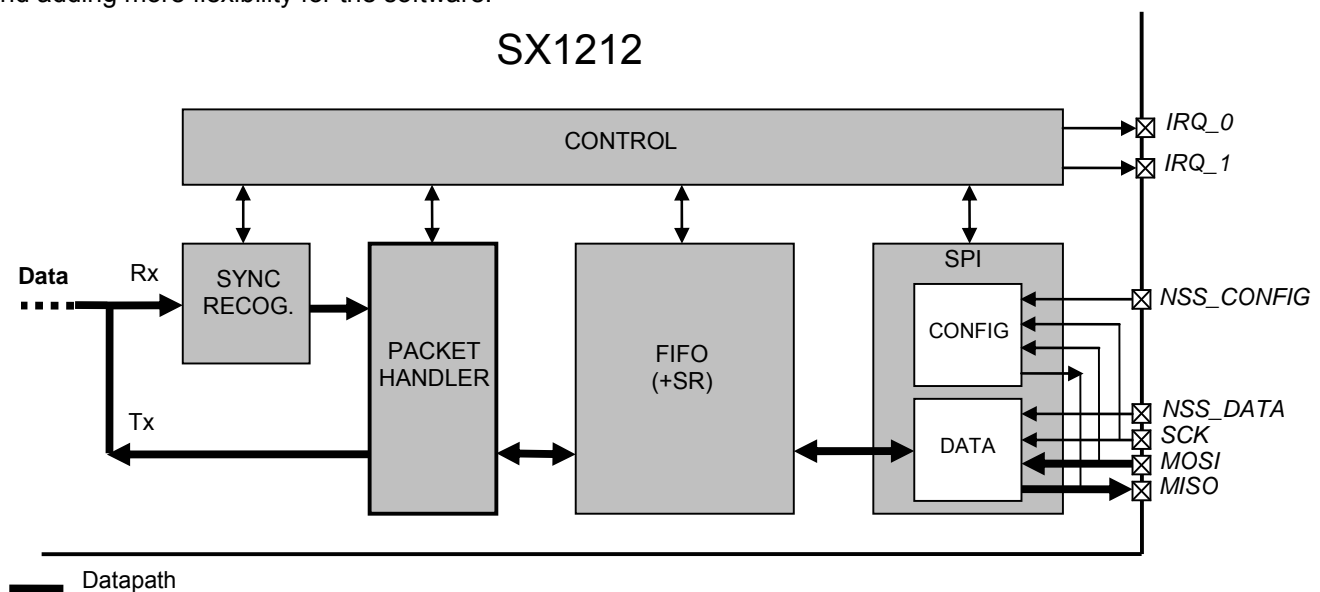 nd adding more flexibility for the software.
SX1212
CONTROL
IRQ_0
IRQ_1
Data
Rx
SYNC
RECOG.
PACKET
HANDLER
FIFO
(+SR)
SPI
CONFIG
NSS_CONFIG
Tx
DATA
NSS_DATA
SCK
MOSI
MISO
Datapath